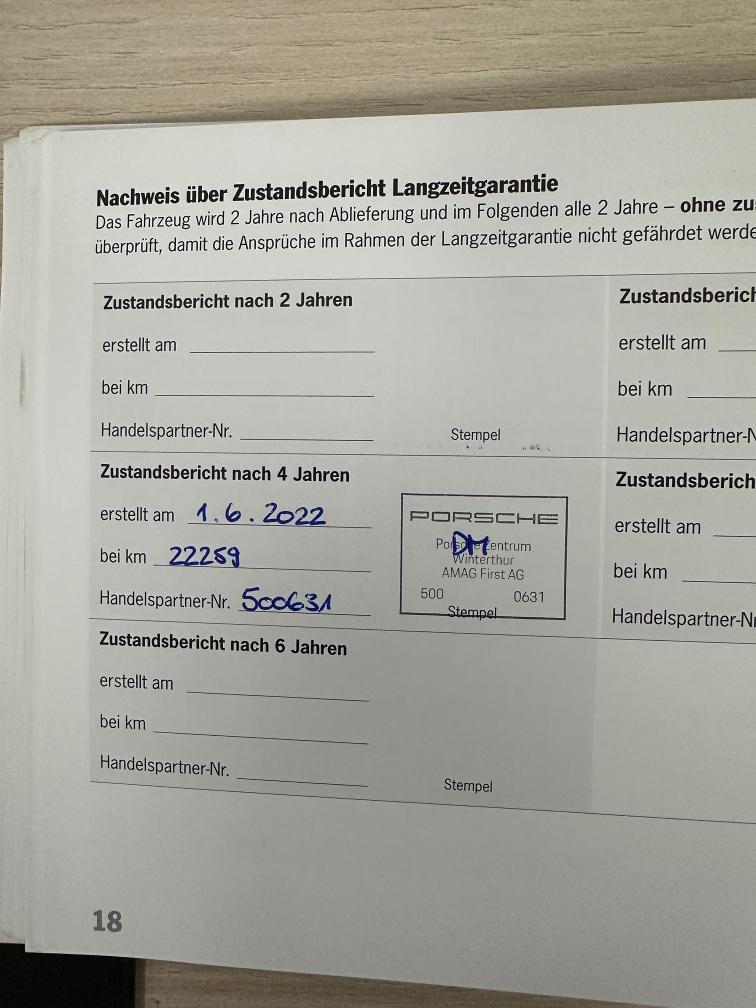 Nachweis über Zustandsbericht Langzeitgarantie
Das Fahrzeug wird 2 Jahre nach Ablieferung und im Folgenden alle 2 Jahre – ohne
überprüft, damit die Ansprüche im Rahmen der Langzeitgarantie nicht gefährdet
Zustandsbericht nach 2 Jahren
erstellt am
bei km
Handelspartner-Nr.
Stempel
Zustandsbericht nach 4 Jahren
erstellt am 1.6.2022
bei km 22259
Handelspartner-Nr. 500631
PORSCHE
DM
Porsche Zentrum
Winterthur
AMAG First AG
500 0631
Stempel
Zustandsbericht nach 6 Jahren
erstellt am
bei km
Handelspartner-Nr.
Stempel
erstellt am
bei km
erstellt am
bei km
18